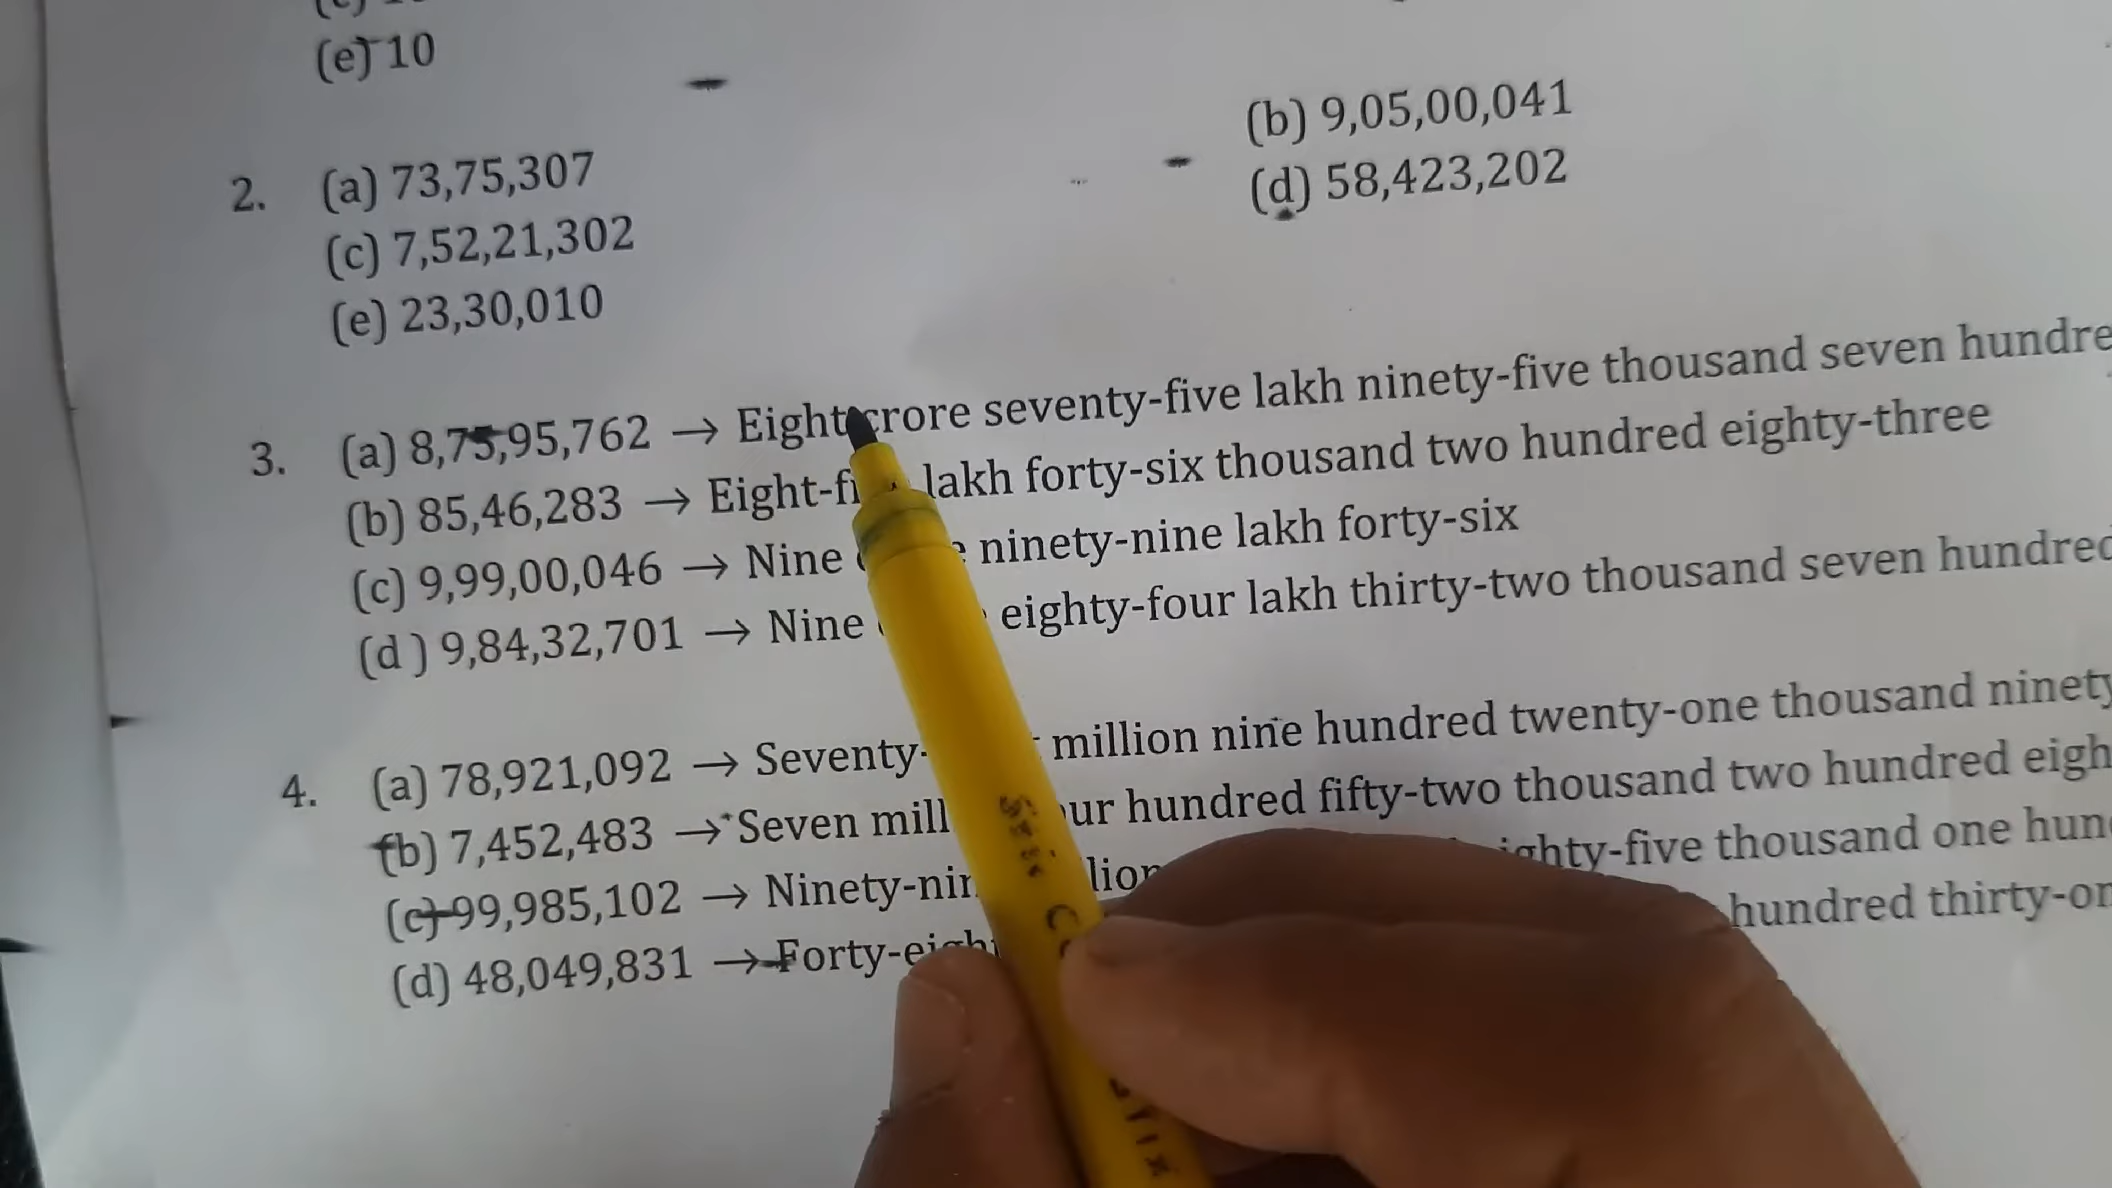 (e) 10
2. (a) 73,75,307 (b) 9,05,00,041
(c) 7,52,21,302 (d) 58,423,202
(e) 23,30,010
3. (a) 8,75,95,762 → Eight crore seventy-five lakh ninety-five thousand seven hundre
(b) 85,46,283 → Eight-fi lakh forty-six thousand two hundred eighty-three
(c) 9,99,00,046 → Nine ninety-nine lakh forty-six
(d) 9,84,32,701 → Nine eighty-four lakh thirty-two thousand seven hundred
4. (a) 78,921,092 → Seventy- million nine hundred twenty-one thousand ninety
(b) 7,452,483 → Seven mill ur hundred fifty-two thousand two hundred eigh
(c) 99,985,102 → Ninety-nin lion ighty-five thousand one hun
(d) 48,049,831 → Forty-eigh hundred thirty-on